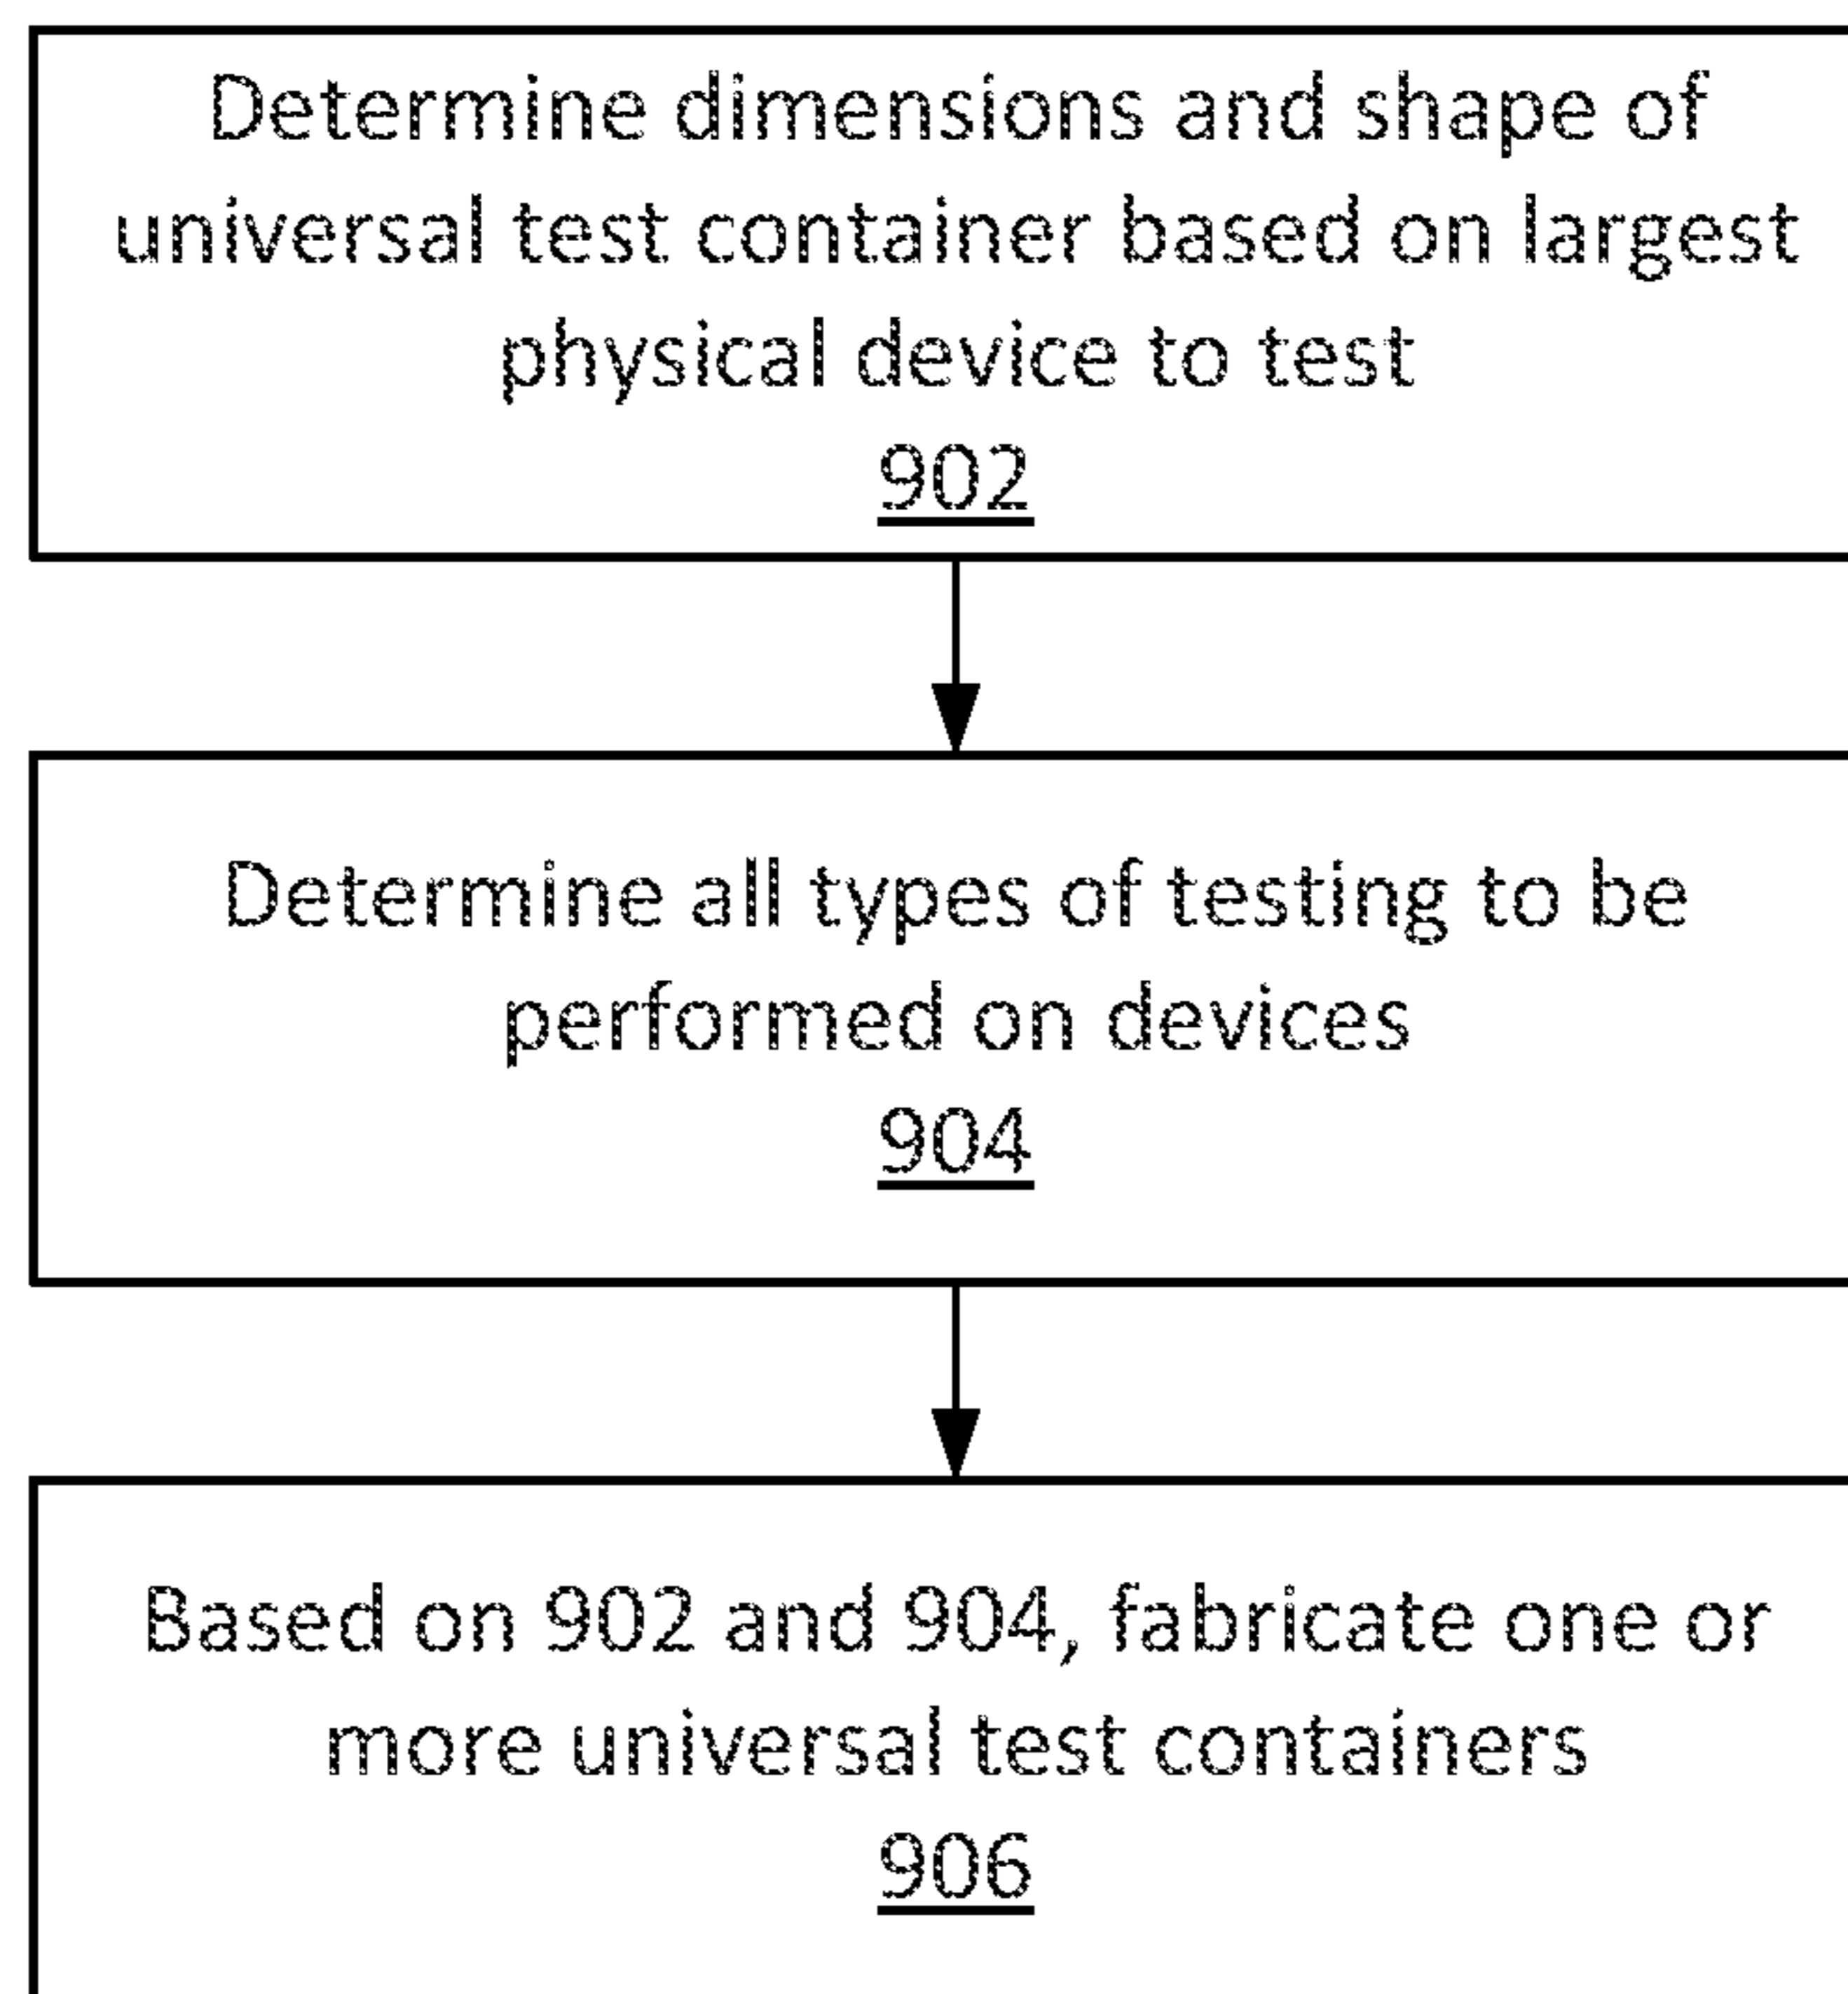 Determine dimensions and shape of
universal test container based on largest
physical device to test
902
Determine all types of testing to be
performed on devices
904
Based on 902 and 904, fabricate one or
more universal test containers
906